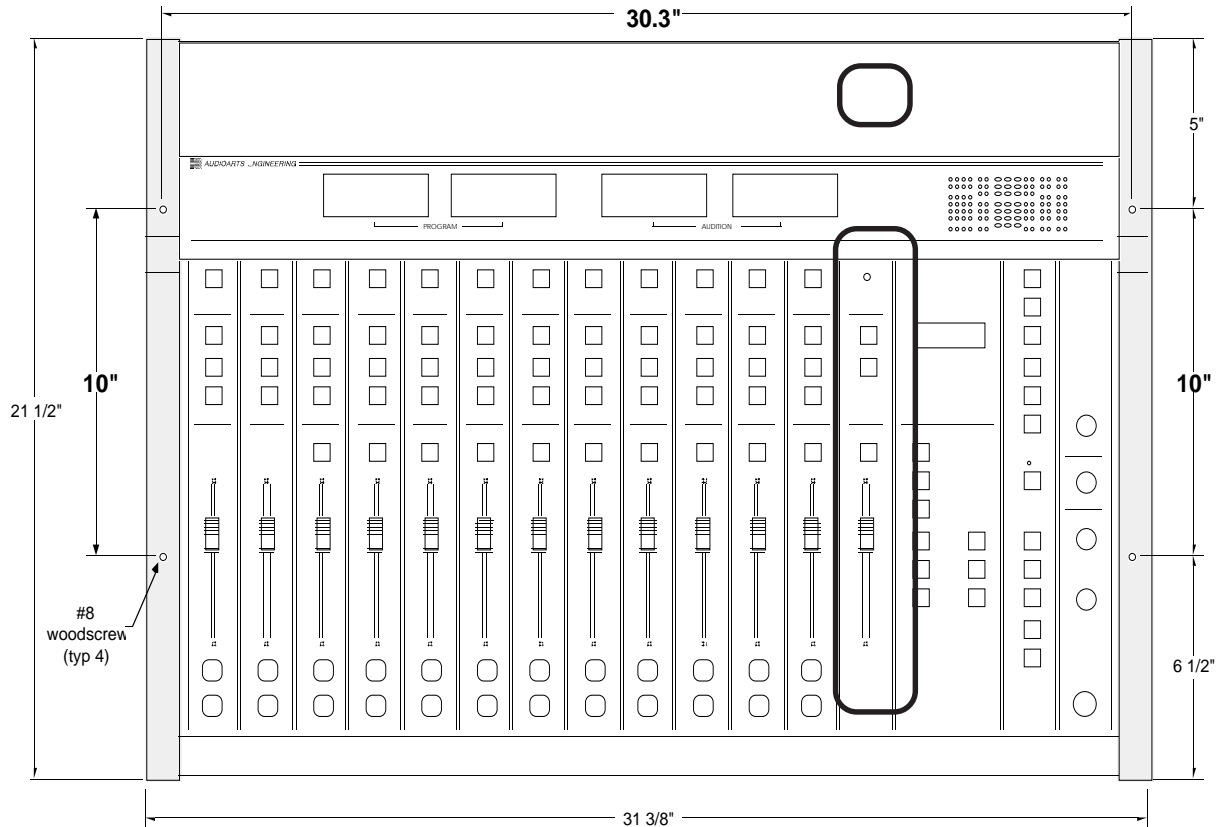 30.3"
5"
AUDIOARTS ENGINEERING
PROGRAM
AUDITION
10"
10"
21 1/2"
#8
woodscrew
(typ 4)
6 1/2"
31 3/8"